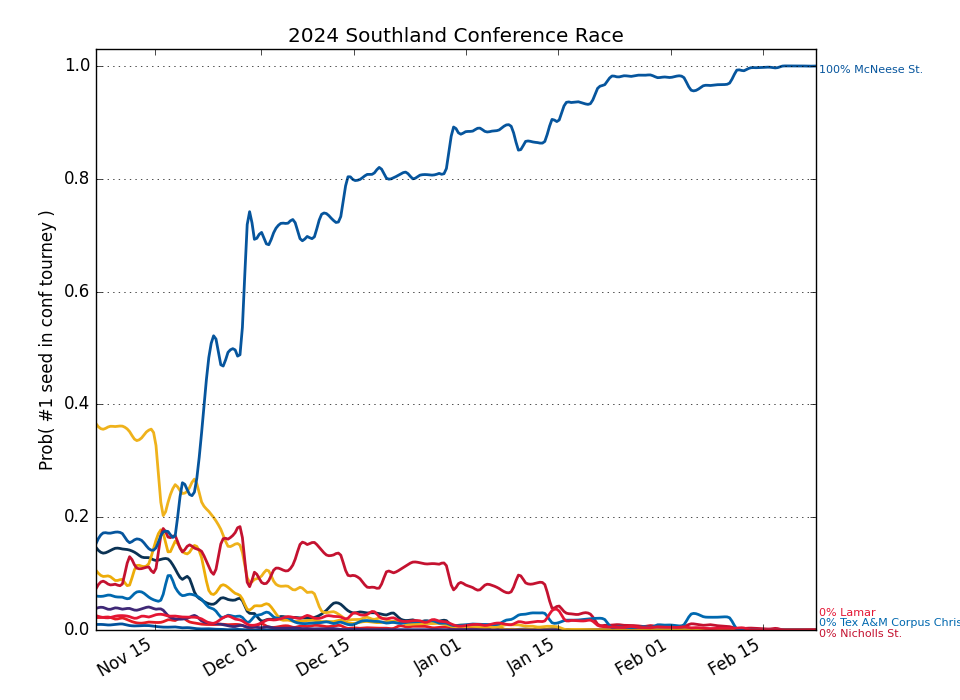 2024 Southland Conference Race
Prob( #1 seed in conf tourney )
1.0
0.8
0.6
0.4
0.2
0.0
100% McNeese St.
0% Lamar
0% Tex A&M Corpus Chris
0% Nicholls St.
Nov 15
Dec 01
Dec 15
Jan 01
Jan 15
Feb 01
Feb 15